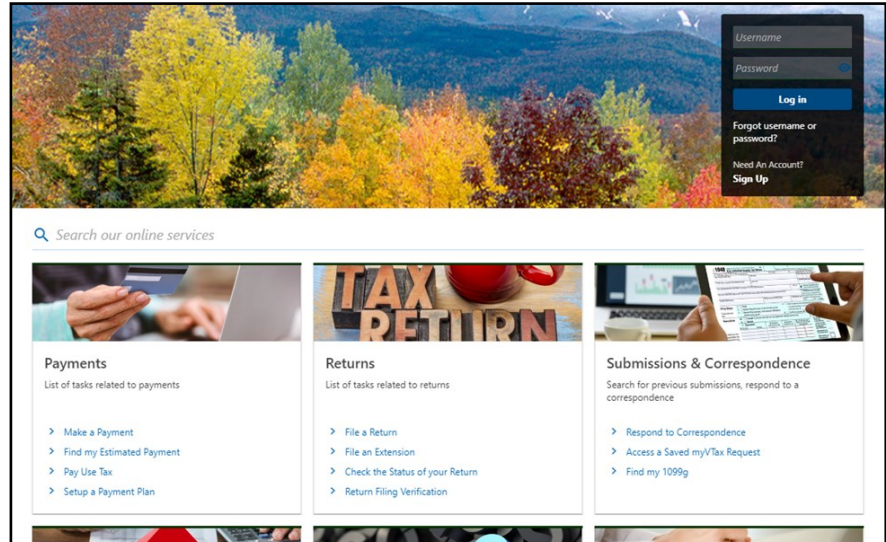 Username
Password
Log in
Forgot username or
password?
Need An Account?
Sign Up
Search our online services
TAX
RETURN
1040
Payments
List of tasks related to payments
> Make a Payment
> Find my Estimated Payment
> Pay Use Tax
> Setup a Payment Plan
Returns
List of tasks related to returns
> File a Return
> File an Extension
> Check the Status of your Return
> Return Filing Verification
Submissions & Correspondence
Search for previous submissions, respond to a
correspondence
> Respond to Correspondence
> Access a Saved myVTax Request
> Find my 1099g